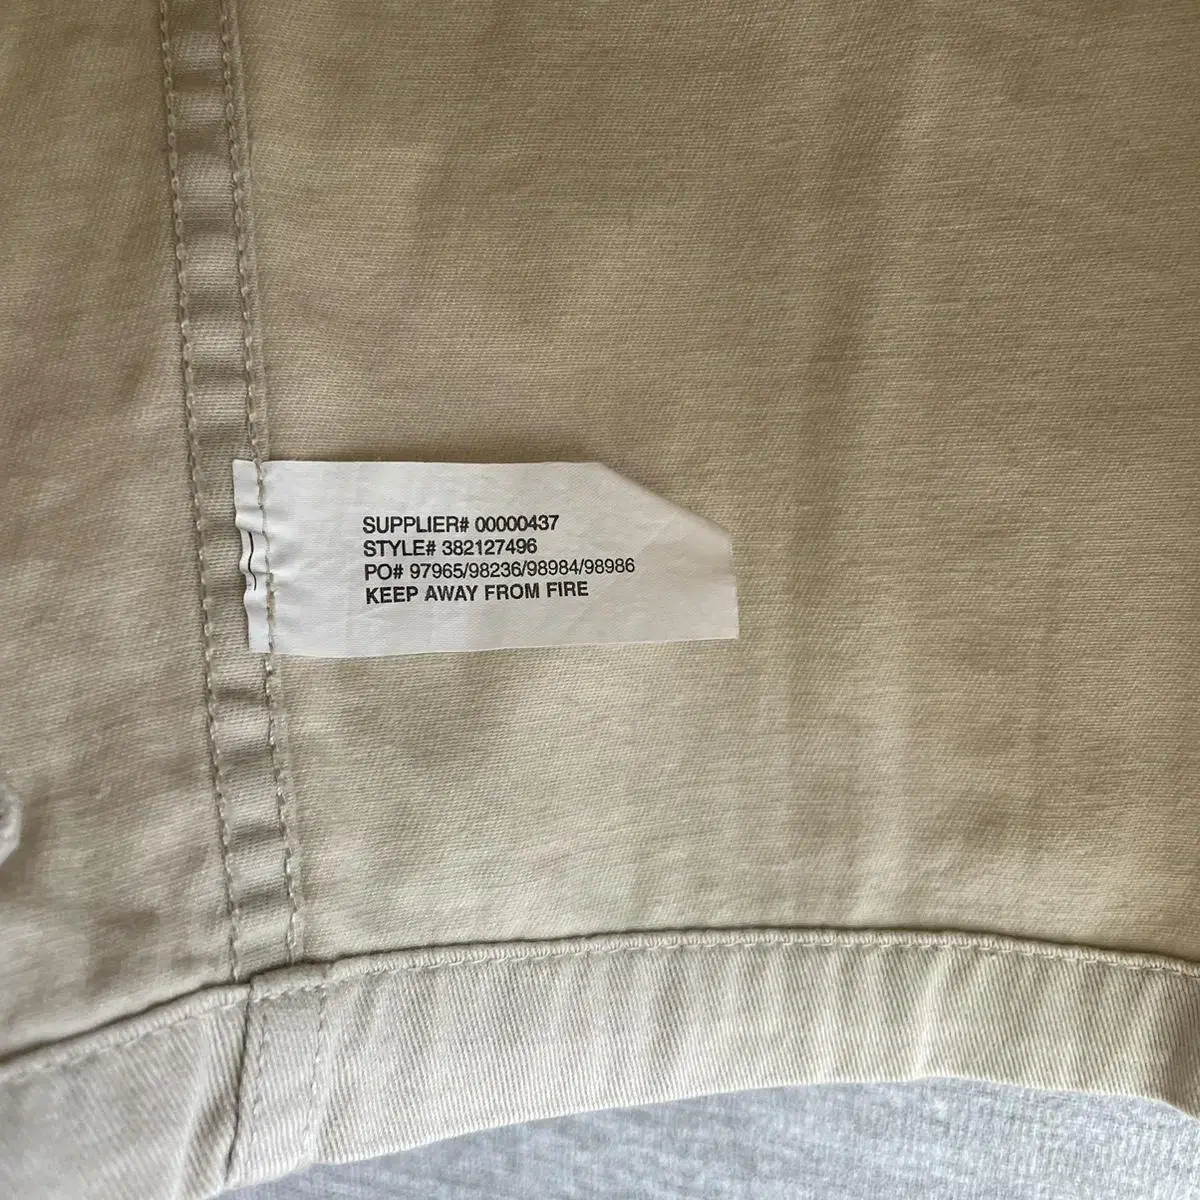 SUPPLIER# 00000437
STYLE# 382127496
PO# 97965/98236/98984/98986
KEEP AWAY FROM FIRE